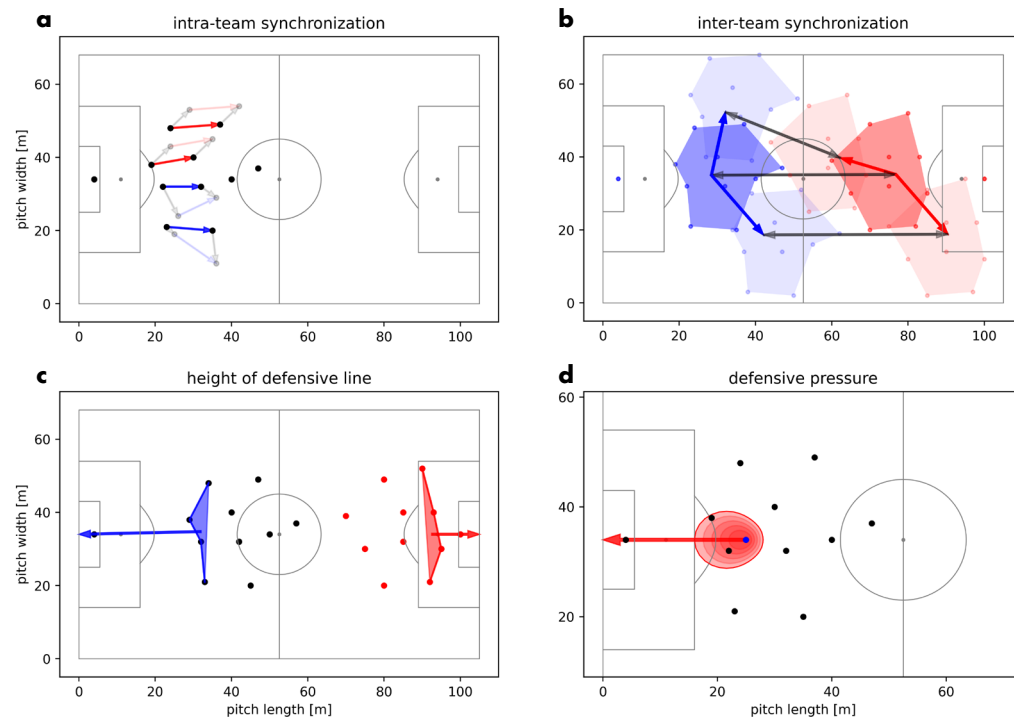 a
intra-team synchronization
pitch width [m]
60
40
20
0
0 20 40 60 80 100
b
inter-team synchronization
60
40
20
0
0 20 40 60 80 100
c
height of defensive line
pitch width [m]
60
40
20
0
0 20 40 60 80 100
pitch length [m]
d
defensive pressure
60
40
20
0 20 40 60
pitch length [m]